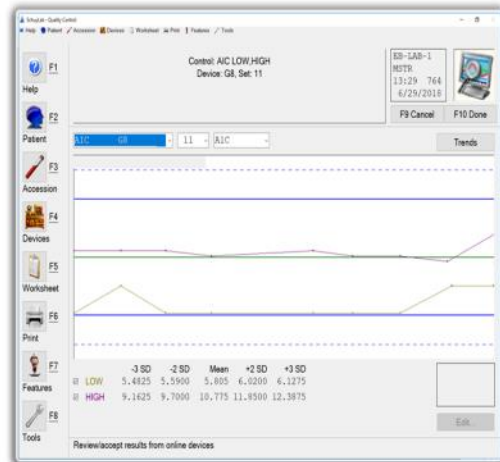 SchuyLab - Quality Control
Help Patient Accession Devices Worksheet Print Features Tools
Control: AIC LOW,HIGH
Device: G8, Set: 11
EB-LAB-1
MSTR
13:29 764
6/29/2018
F9 Cancel F10 Done
F1
Help
F2
Patient
F3
Accession
F4
Devices
F5
Worksheet
F6
Print
F7
Features
F8
Tools
A1C G8 11 A1C
Trends
-3 SD -2 SD Mean +2 SD +3 SD
LOW 5.4825 5.5900 5.805 6.0200 6.1275
HIGH 9.1625 9.7000 10.775 11.8500 12.3875
Edit...
Review/accept results from online devices